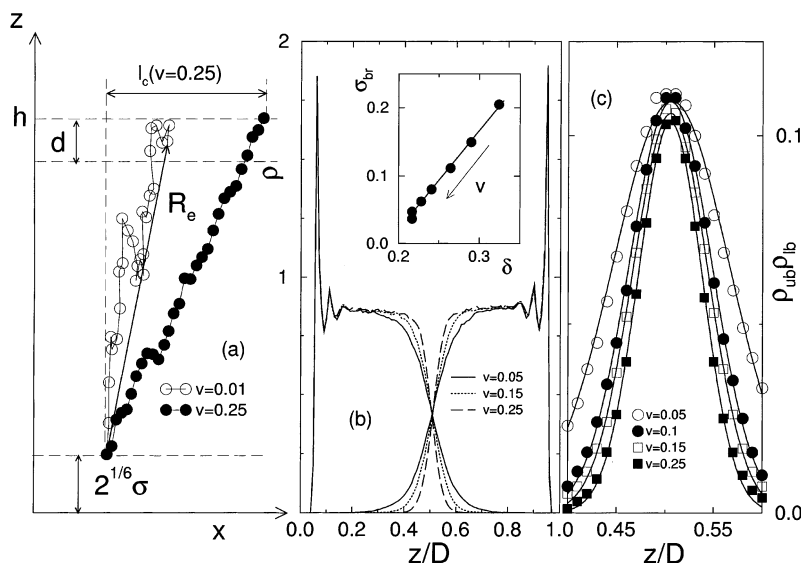 z
l_c(v=0.25)
h
d
R_e
(a)
v=0.01
v=0.25
2^{1/6}σ
x
ρ
2
1
0
σ_br
0.2
0.1
0.0
0.2 0.3
δ
v
v=0.05
v=0.15
v=0.25
(b)
0.0 0.2 0.4 0.6 0.8 1.0
z/D
(c)
0.1
ρ_ub ρ_lb
v=0.05
v=0.1
v=0.15
v=0.25
0.0
0.45 0.55
z/D